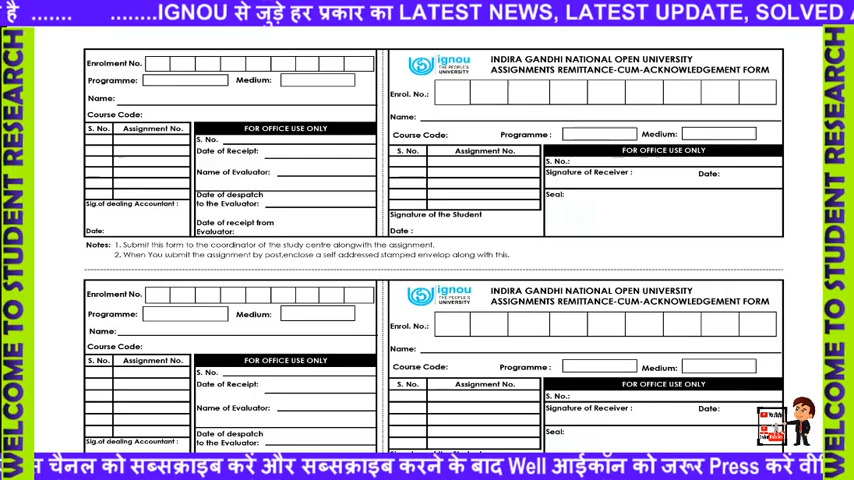 है ....... ........IGNOU से जुड़े हर प्रकार का LATEST NEWS, LATEST UPDATE, SOLVED A
WELCOME TO STUDENT RESEARCH
Enrolment No.
Programme: Medium:
Name:
Course Code:
S. No. Assignment No.
FOR OFFICE USE ONLY
S. No.
Date of Receipt:
Name of Evaluator:
Date of despatch
to the Evaluator:
Date of receipt from
Evaluator:
Sig.of dealing Accountant :
Date:
ignou
THE PEOPLE'S
UNIVERSITY
INDIRA GANDHI NATIONAL OPEN UNIVERSITY
ASSIGNMENTS REMITTANCE-CUM-ACKNOWLEDGEMENT FORM
Enrol. No.:
Name:
Course Code: Programme : Medium:
S. No. Assignment No.
FOR OFFICE USE ONLY
S. No.:
Signature of Receiver : Date:
Seal:
Signature of the Student
Date :
Notes: 1. Submit this form to the coordinator of the study centre alongwith the assignment.
2. When You submit the assignment by post,enclose a self addressed stamped envelop along with this.
Enrolment No.
Programme: Medium:
Name:
Course Code:
S. No. Assignment No.
FOR OFFICE USE ONLY
S. No.
Date of Receipt:
Name of Evaluator:
Date of despatch
to the Evaluator:
Sig.of dealing Accountant :
ignou
THE PEOPLE'S
UNIVERSITY
INDIRA GANDHI NATIONAL OPEN UNIVERSITY
ASSIGNMENTS REMITTANCE-CUM-ACKNOWLEDGEMENT FORM
Enrol. No.:
Name:
Course Code: Programme : Medium:
S. No. Assignment No.
FOR OFFICE USE ONLY
S. No.:
Signature of Receiver : Date:
Seal:
WELCOME TO STUDENT RESEARCH
चैनल को सब्सक्राइब करें और सब्सक्राइब करने के बाद Well आईकॉन को जरूर Press करें वी